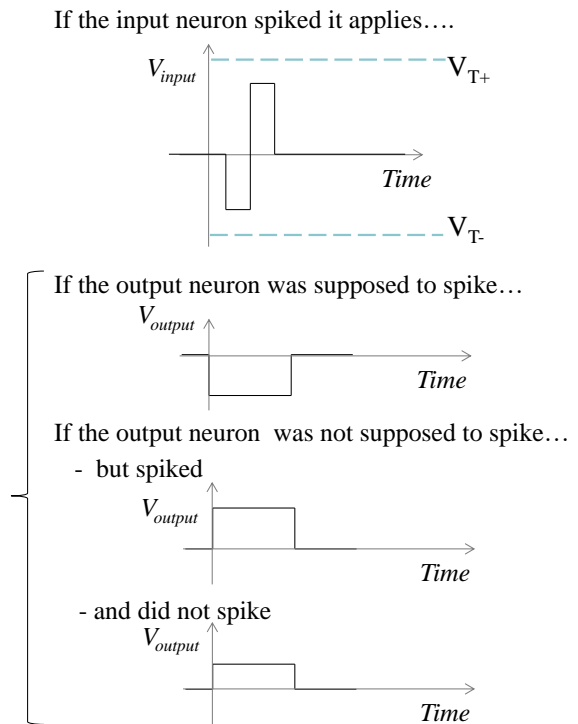 If the input neuron spiked it applies….
V_input
V_T+
Time
V_T-
If the output neuron was supposed to spike…
V_output
Time
If the output neuron was not supposed to spike…
- but spiked
V_output
Time
- and did not spike
V_output
Time